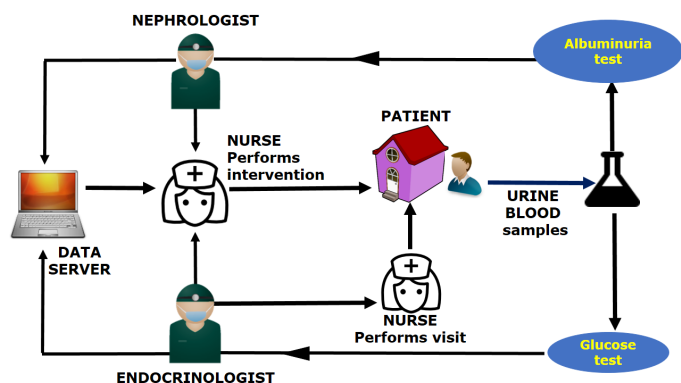 NEPHROLOGIST
Albuminuria
test
PATIENT
NURSE
Performs
intervention
URINE
BLOOD
samples
DATA
SERVER
NURSE
Performs visit
Glucose
test
ENDOCRINOLOGIST